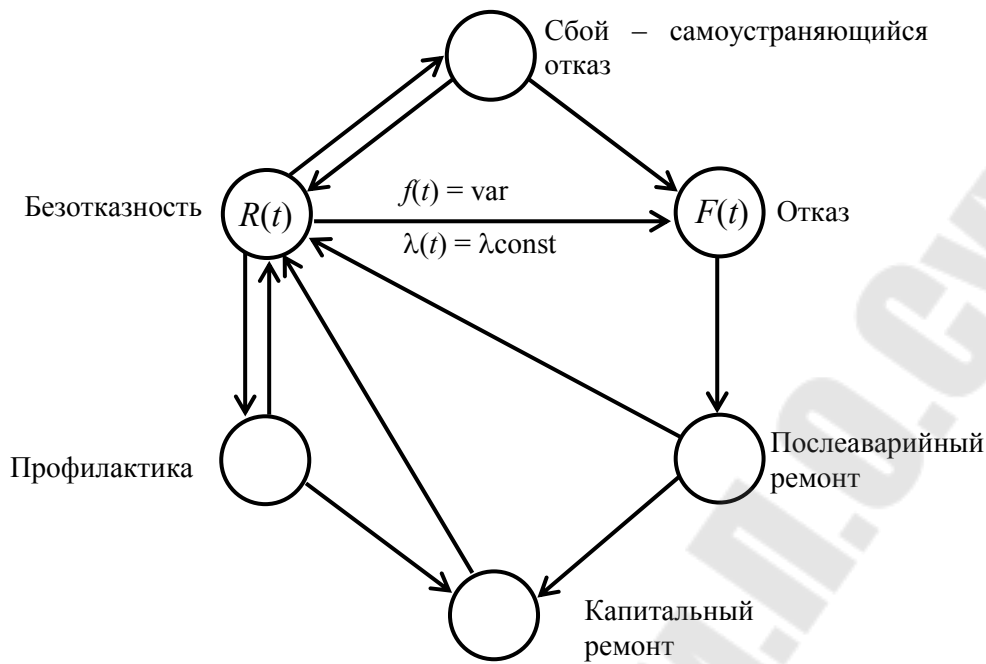 Сбой – самоустраняющийся
отказ
Безотказность
R(t)
f(t) = var
λ(t) = λconst
F(t)
Отказ
Профилактика
Послеаварийный
ремонт
Капитальный
ремонт